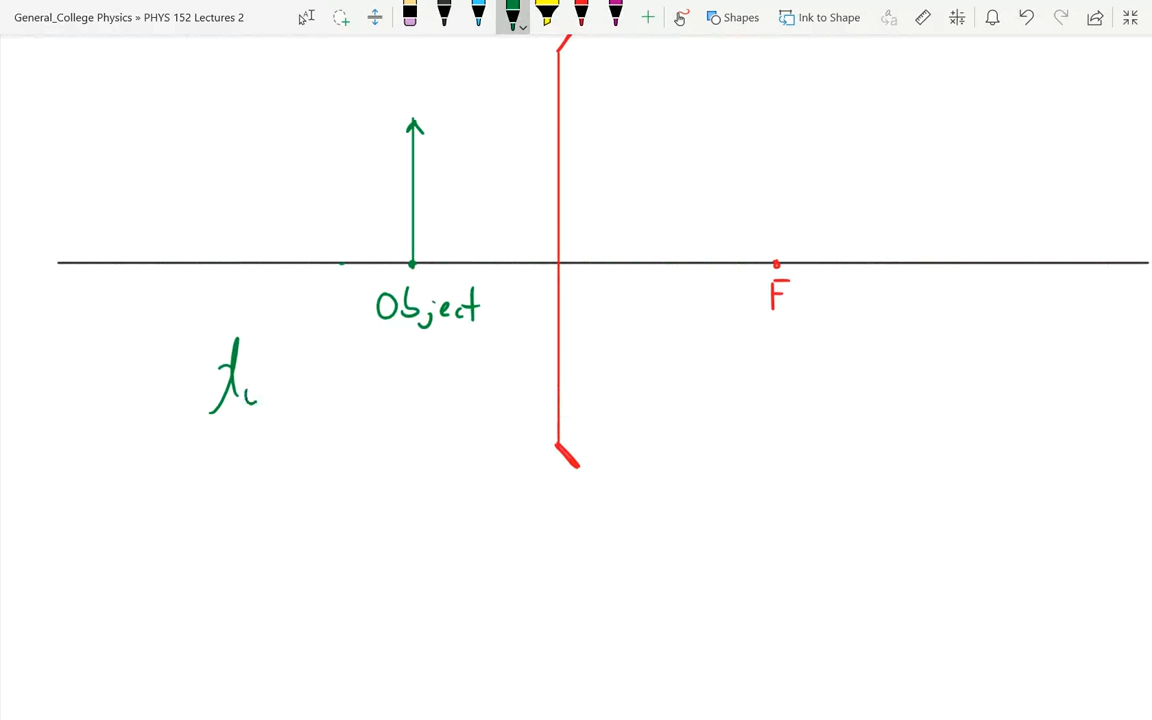 General_College Physics » PHYS 152 Lectures 2
Shapes
Ink to Shape
Object
F